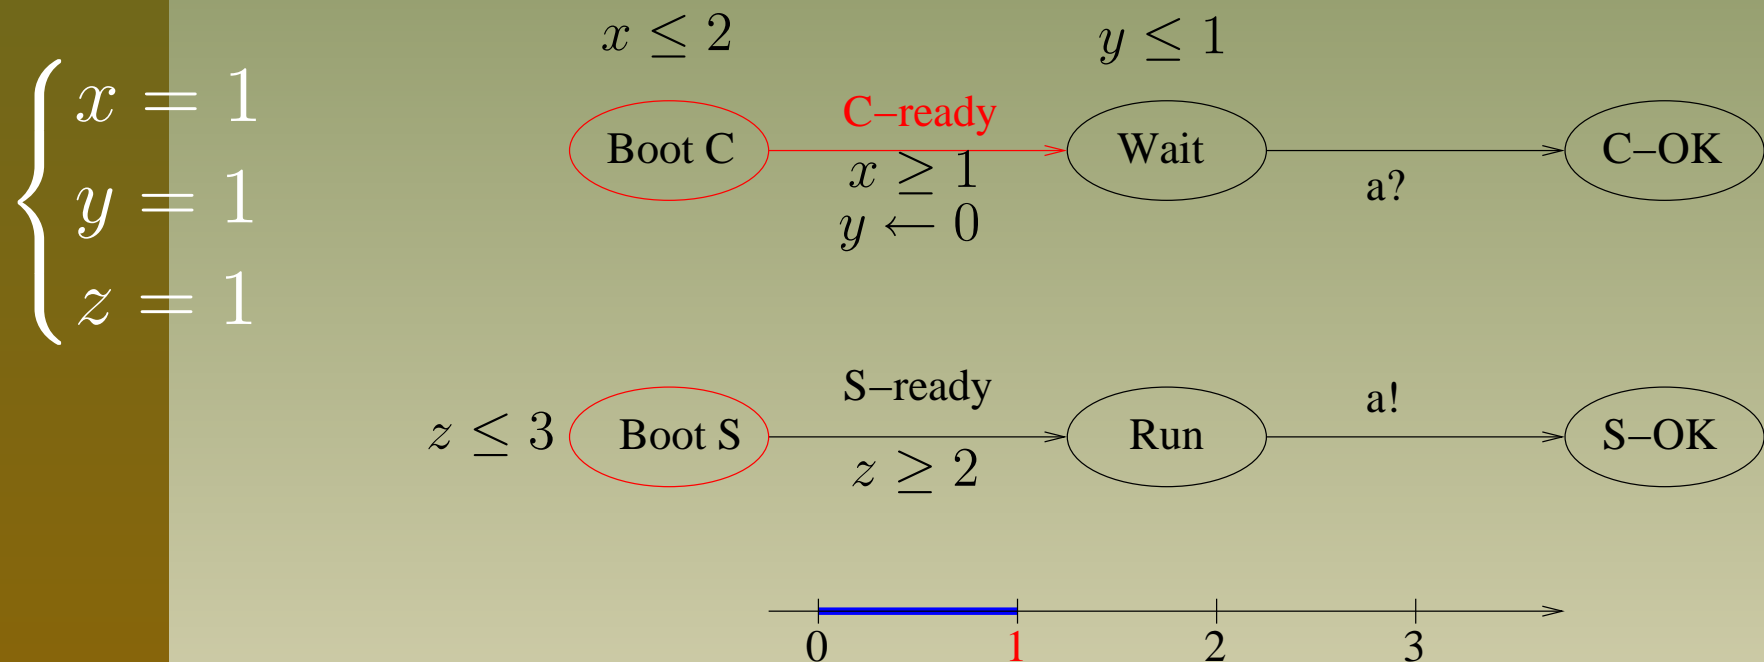 x ≤ 2
y ≤ 1
x = 1
y = 1
z = 1
C–ready
Boot C
Wait
C–OK
x ≥ 1
y ← 0
a?
S–ready
a!
z ≤ 3
Boot S
Run
S–OK
z ≥ 2
0 1 2 3